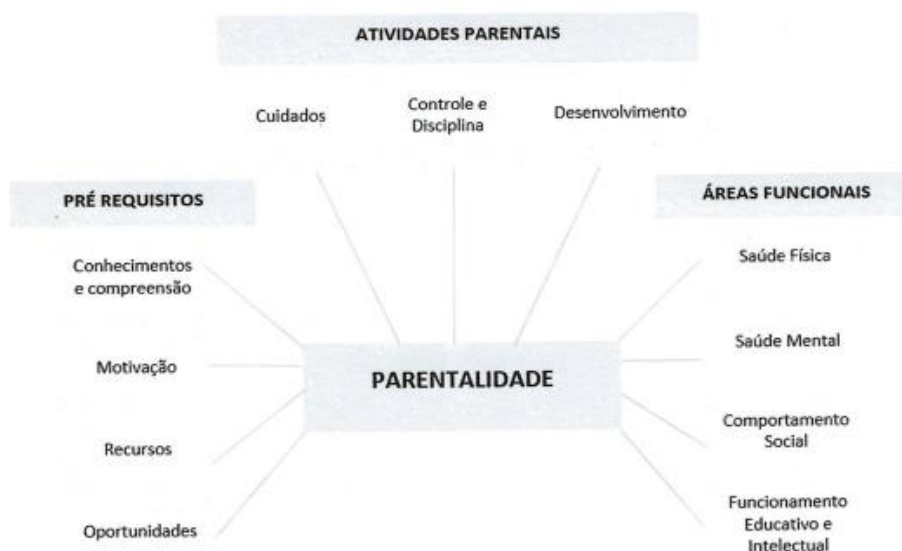 ATIVIDADES PARENTAIS
Cuidados
Controle e
Disciplina
Desenvolvimento
PRÉ REQUISITOS
Conhecimentos
e compreensão
Motivação
Recursos
Oportunidades
PARENTALIDADE
ÁREAS FUNCIONAIS
Saúde Física
Saúde Mental
Comportamento
Social
Funcionamento
Educativo e
Intelectual